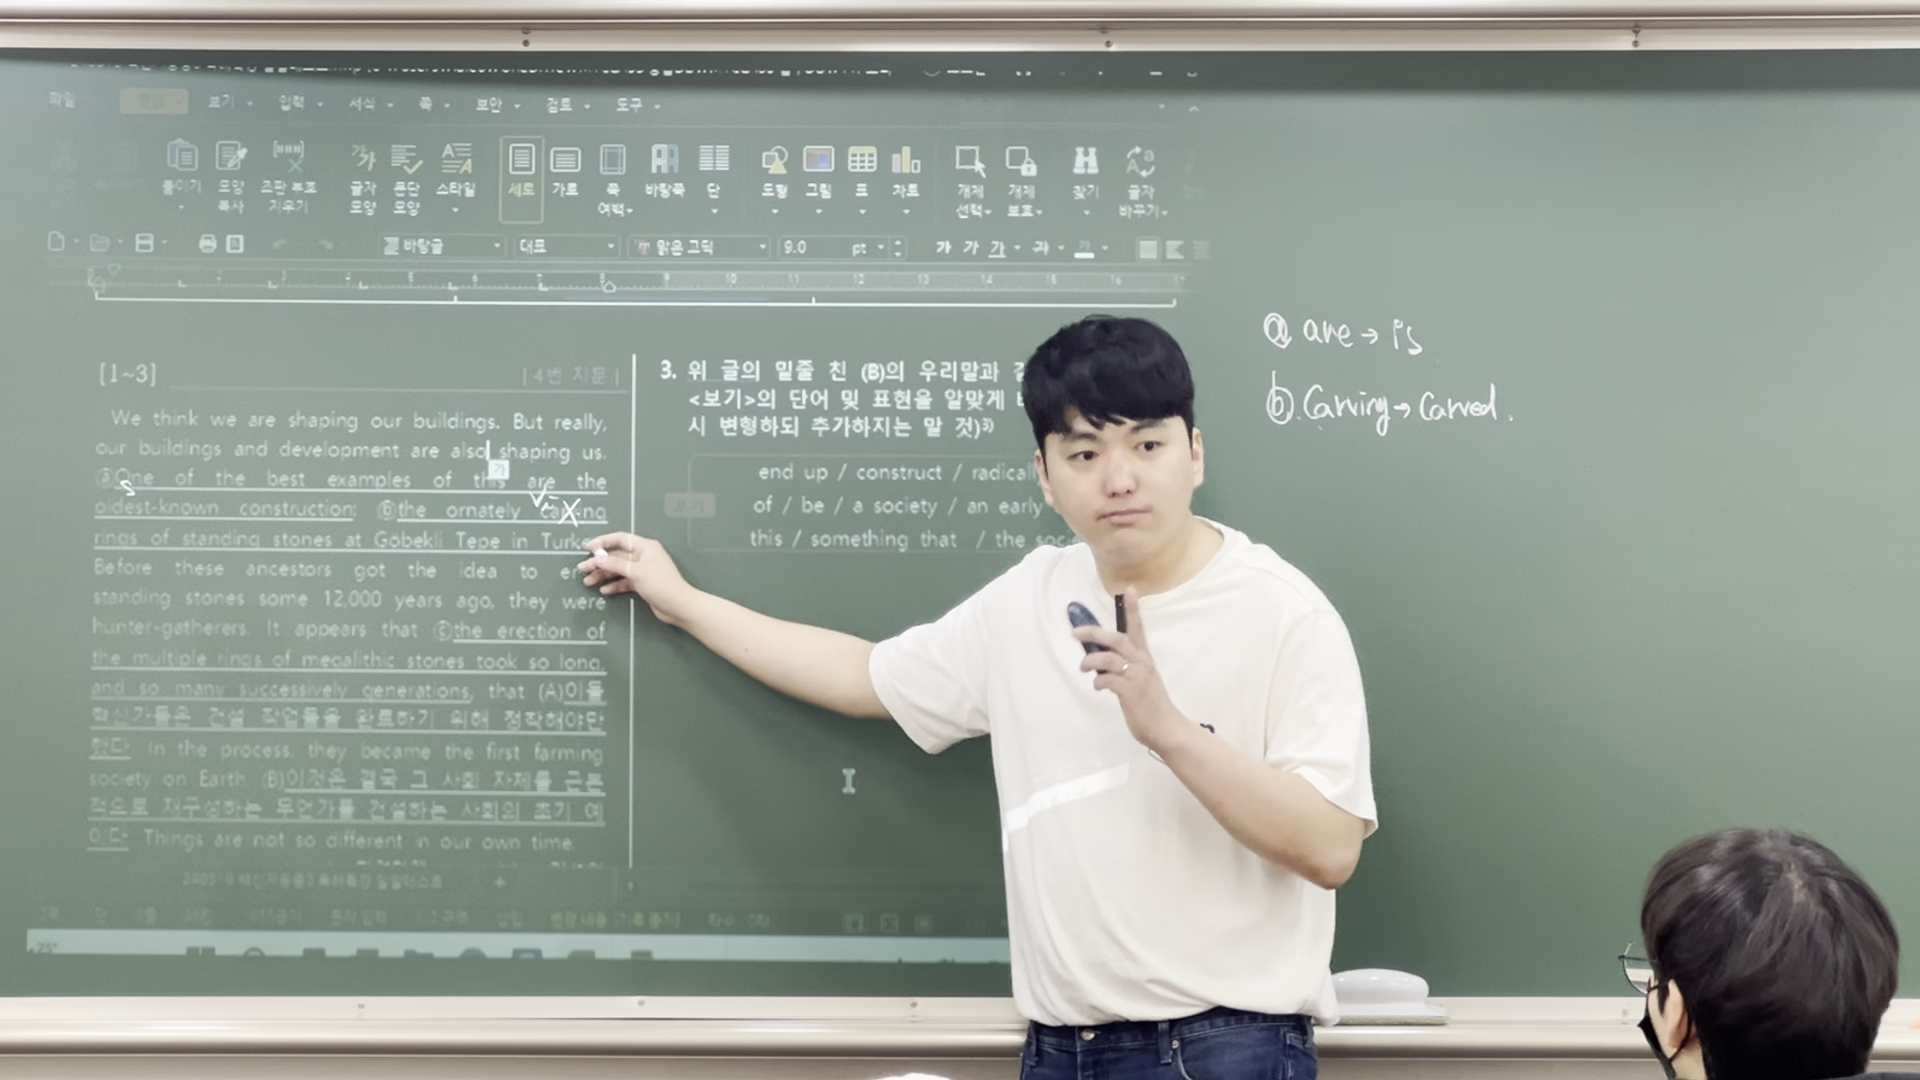 파일 보기 입력 서식 쪽 보안 검토 도구
붙이기 모양 복사 조판 부호 지우기 글자 모양 문단 모양 스타일 세로 가로 쪽 여백 바탕쪽 단 도형 그림 표 차트 개체 선택 개체 보호 찾기 글자 바꾸기
바탕글 대표 맑은 고딕 9.0 pt 가 가 가 가 가
[1~3]
| 4번 지문 |
We think we are shaping our buildings. But really,
our buildings and development are also shaping us.
ⓐOne of the best examples of this are the
oldest-known construction: ⓑthe ornately carving
rings of standing stones at Göbekli Tepe in
Before these ancestors got the idea to
standing stones some 12,000 years ago, they were
hunter-gatherers. It appears that ⓒthe erection of
the multiple rings of megalithic stones took so long,
and so many successively generations, that (A)이들
혁신가들은 건설 작업들을 완료하기 위해 정착해야만
했다. In the process, they became the first farming
society on Earth. (B)이것은 결국 그 사회 자체를 근본
적으로 재구성하는 무언가를 건설하는 사회의 초기 예
이다. Things are not so different in our own time.
s
V-ing X
3. 위 글의 밑줄 친 (B)의 우리말과
<보기>의 단어 및 표현을 알맞게
시 변형하되 추가하지는 말 것)3)
보기
end up / construct /
of / be / a society / an early
this / something that / the
ⓐ are → is
ⓑ. Carving → Carved.